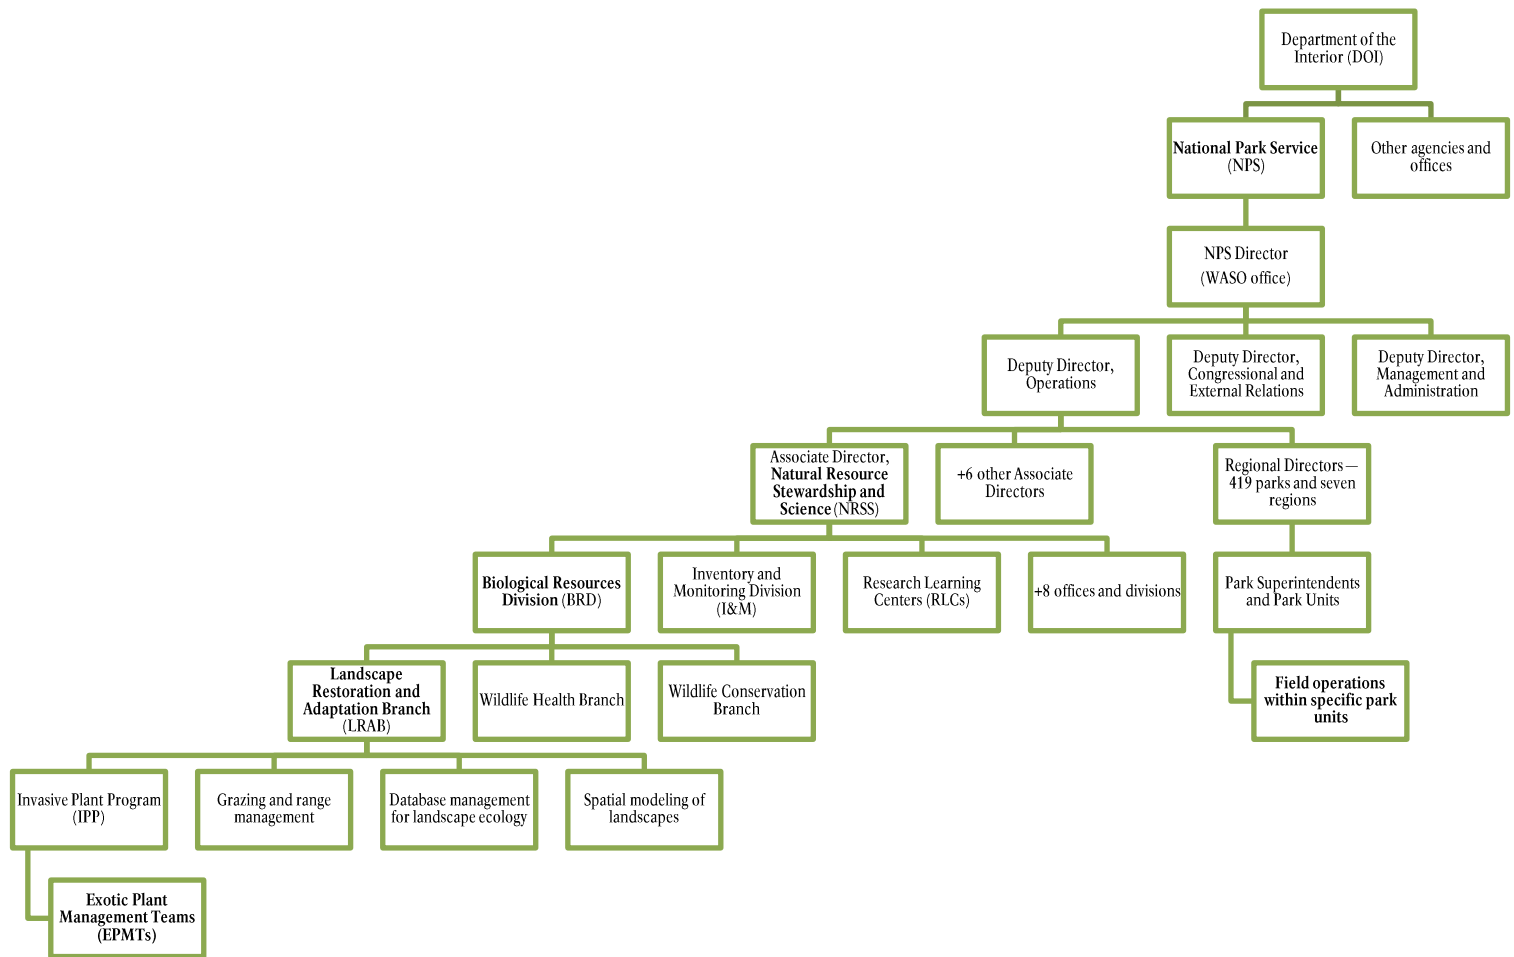 Department of the
Interior (DOI)
National Park Service
(NPS)
Other agencies and
offices
NPS Director
(WASO office)
Deputy Director,
Operations
Deputy Director,
Congressional and
External Relations
Deputy Director,
Management and
Administration
Associate Director,
Natural Resource
Stewardship and
Science (NRSS)
+6 other Associate
Directors
Regional Directors—
419 parks and seven
regions
Biological Resources
Division (BRD)
Inventory and
Monitoring Division
(I&M)
Research Learning
Centers (RLCs)
+8 offices and divisions
Park Superintendents
and Park Units
Landscape
Restoration and
Adaptation Branch
(LRAB)
Wildlife Health Branch
Wildlife Conservation
Branch
Field operations
within specific park
units
Invasive Plant Program
(IPP)
Grazing and range
management
Database management
for landscape ecology
Spatial modeling of
landscapes
Exotic Plant
Management Teams
(EPMTs)